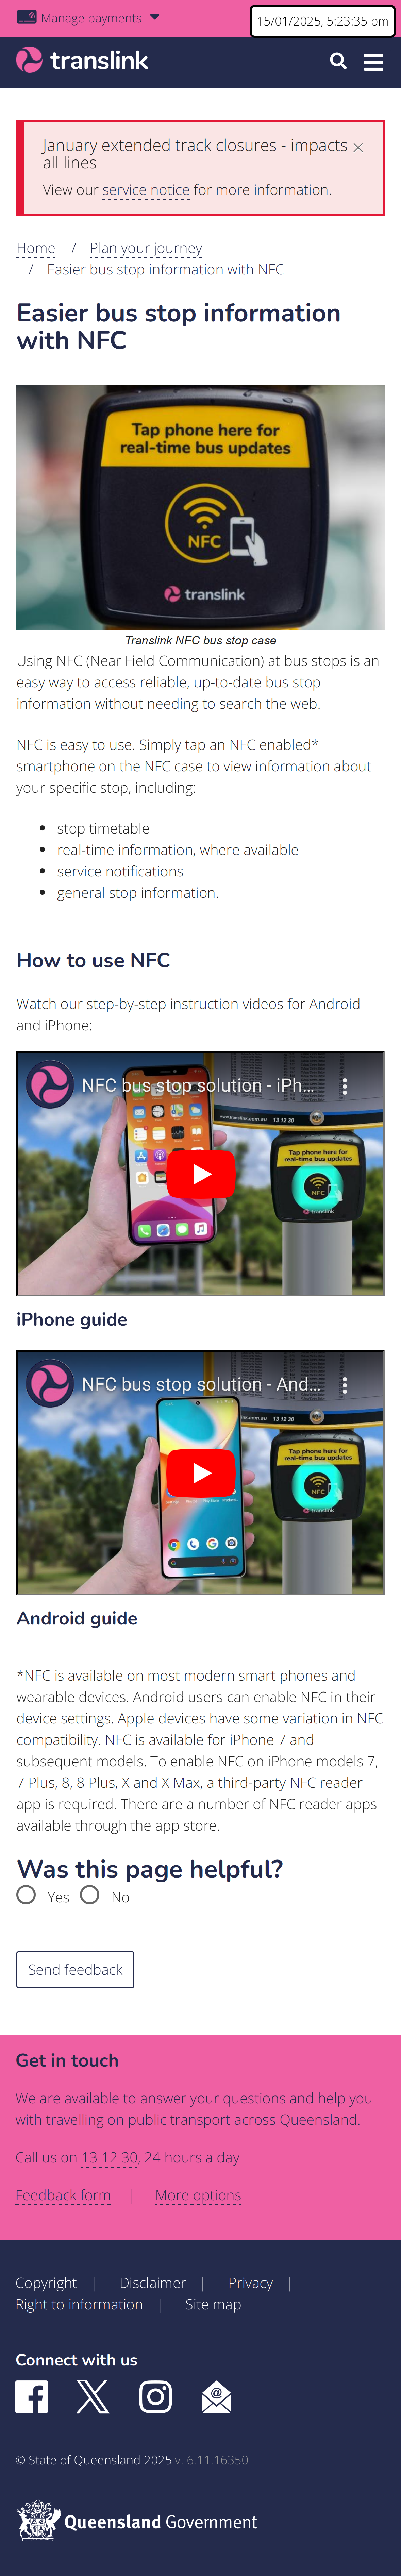 Manage payments
15/01/2025, 5:23:35 pm
translink
January extended track closures - impacts
all lines
View our service notice for more information.
Home / Plan your journey
/ Easier bus stop information with NFC
Easier bus stop information
with NFC
Tap phone here for
real-time bus updates
NFC
translink
Translink NFC bus stop case
Using NFC (Near Field Communication) at bus stops is an
easy way to access reliable, up-to-date bus stop
information without needing to search the web.
NFC is easy to use. Simply tap an NFC enabled*
smartphone on the NFC case to view information about
your specific stop, including:
stop timetable
real-time information, where available
service notifications
general stop information.
How to use NFC
Watch our step-by-step instruction videos for Android
and iPhone:
NFC bus stop solution - iPh...
www.translink.com.au 13 12 30
Tap phone here for
real-time bus updates
NFC
translink
iPhone guide
NFC bus stop solution - And...
.com.au 13 12 30
Tap phone here for
real-time bus updates
NFC
translink
Android guide
*NFC is available on most modern smart phones and
wearable devices. Android users can enable NFC in their
device settings. Apple devices have some variation in NFC
compatibility. NFC is available for iPhone 7 and
subsequent models. To enable NFC on iPhone models 7,
7 Plus, 8, 8 Plus, X and X Max, a third-party NFC reader
app is required. There are a number of NFC reader apps
available through the app store.
Was this page helpful?
Yes No
Send feedback
Get in touch
We are available to answer your questions and help you
with travelling on public transport across Queensland.
Call us on 13 12 30, 24 hours a day
Feedback form | More options
Copyright | Disclaimer | Privacy |
Right to information | Site map
Connect with us
© State of Queensland 2025 v. 6.11.16350
Queensland Government